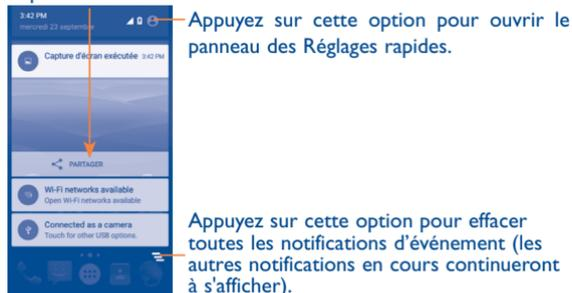 3:42 PM
mercredi 23 septembre
Appuyez sur cette option pour ouvrir le
panneau des Réglages rapides.
Capture d'écran exécutée 3:42 PM
PARTAGER
Wi-Fi networks available
Open Wi-Fi networks available
Connected as a camera
Touch for other USB options.
Appuyez sur cette option pour effacer
toutes les notifications d'événement (les
autres notifications en cours continueront
à s'afficher).